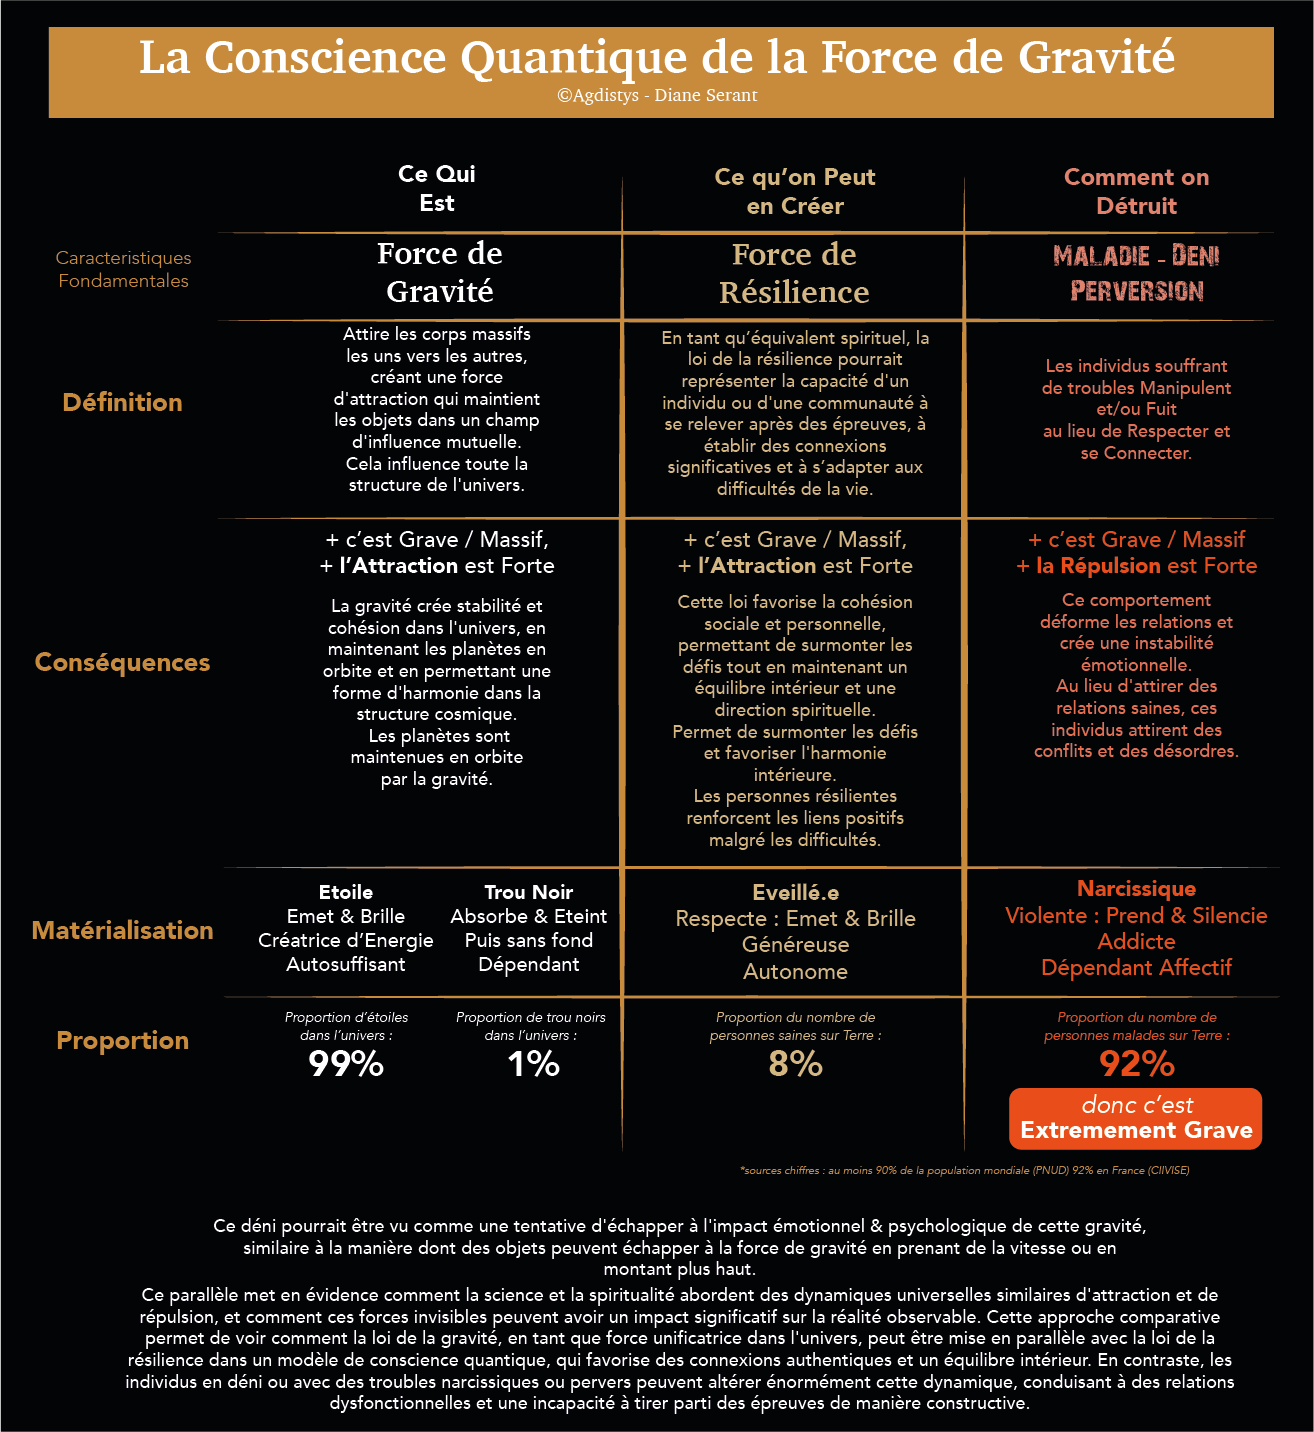 La Conscience Quantique de la Force de Gravité
©Agdistys - Diane Serant
Ce Qui
Est
Ce qu’on Peut
en Créer
Comment on
Détruit
Caracteristiques
Fondamentales
Force de
Gravité
Force de
Résilience
MALADIE - DENI
PERVERSION
Définition
Attire les corps massifs
les uns vers les autres,
créant une force
d'attraction qui maintient
les objets dans un champ
d'influence mutuelle.
Cela influence toute la
structure de l'univers.
En tant qu’équivalent spirituel, la
loi de la résilience pourrait
représenter la capacité d'un
individu ou d'une communauté à
se relever après des épreuves, à
établir des connexions
significatives et à s’adapter aux
difficultés de la vie.
Les individus souffrant
de troubles Manipulent
et/ou Fuit
au lieu de Respecter et
se Connecter.
Conséquences
+ c’est Grave / Massif,
+ l’Attraction est Forte
La gravité crée stabilité et
cohésion dans l'univers, en
maintenant les planètes en
orbite et en permettant une
forme d'harmonie dans la
structure cosmique.
Les planètes sont
maintenues en orbite
par la gravité.
+ c’est Grave / Massif,
+ l’Attraction est Forte
Cette loi favorise la cohésion
sociale et personnelle,
permettant de surmonter les
défis tout en maintenant un
équilibre intérieur et une
direction spirituelle.
Permet de surmonter les défis
et favoriser l'harmonie
intérieure.
Les personnes résilientes
renforcent les liens positifs
malgré les difficultés.
+ c’est Grave / Massif
+ la Répulsion est Forte
Ce comportement
déforme les relations et
crée une instabilité
émotionnelle.
Au lieu d'attirer des
relations saines, ces
individus attirent des
conflits et des désordres.
Matérialisation
Etoile
Emet & Brille
Créatrice d’Energie
Autosuffisant
Trou Noir
Absorbe & Eteint
Puis sans fond
Dépendant
Eveillé.e
Respecte : Emet & Brille
Généreuse
Autonome
Narcissique
Violente : Prend & Silencie
Addicte
Dépendant Affectif
Proportion
Proportion d’étoiles
dans l’univers :
99%
Proportion de trou noirs
dans l’univers :
1%
Proportion du nombre de
personnes saines sur Terre :
8%
Proportion du nombre de
personnes malades sur Terre :
92%
donc c’est
Extremement Grave
*sources chiffres : au moins 90% de la population mondiale (PNUD) 92% en France (CIIVISE)
Ce déni pourrait être vu comme une tentative d'échapper à l'impact émotionnel & psychologique de cette gravité,
similaire à la manière dont des objets peuvent échapper à la force de gravité en prenant de la vitesse ou en
montant plus haut.
Ce parallèle met en évidence comment la science et la spiritualité abordent des dynamiques universelles similaires d'attraction et de
répulsion, et comment ces forces invisibles peuvent avoir un impact significatif sur la réalité observable. Cette approche comparative
permet de voir comment la loi de la gravité, en tant que force unificatrice dans l'univers, peut être mise en parallèle avec la loi de la
résilience dans un modèle de conscience quantique, qui favorise des connexions authentiques et un équilibre intérieur. En contraste, les
individus en déni ou avec des troubles narcissiques ou pervers peuvent altérer énormément cette dynamique, conduisant à des relations
dysfonctionnelles et une incapacité à tirer parti des épreuves de manière constructive.